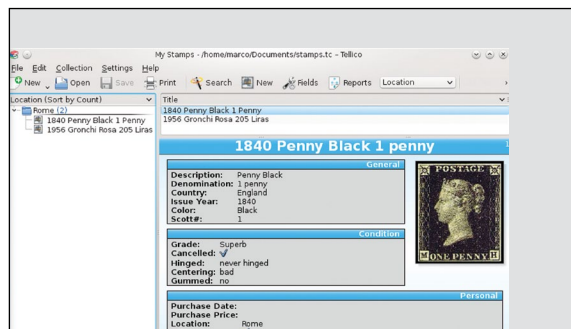 My Stamps - /home/marco/Documents/stamps.tc – Tellico
File Edit Collection Settings Help
New Open Save Print Search New Fields Reports Location
Location (Sort by Count)
Rome (2)
1840 Penny Black 1 Penny
1956 Gronchi Rosa 205 Liras
Title
1840 Penny Black 1 Penny
1956 Gronchi Rosa 205 Liras
1840 Penny Black 1 penny
General
Description: Penny Black
Denomination: 1 penny
Country: England
Issue Year: 1840
Color: Black
Scott#: 1
POSTAGE
ONE PENNY H
Condition
Grade: Superb
Cancelled:
Hinged: never hinged
Centering: bad
Gummed: no
Personal
Purchase Date:
Purchase Price:
Location: Rome